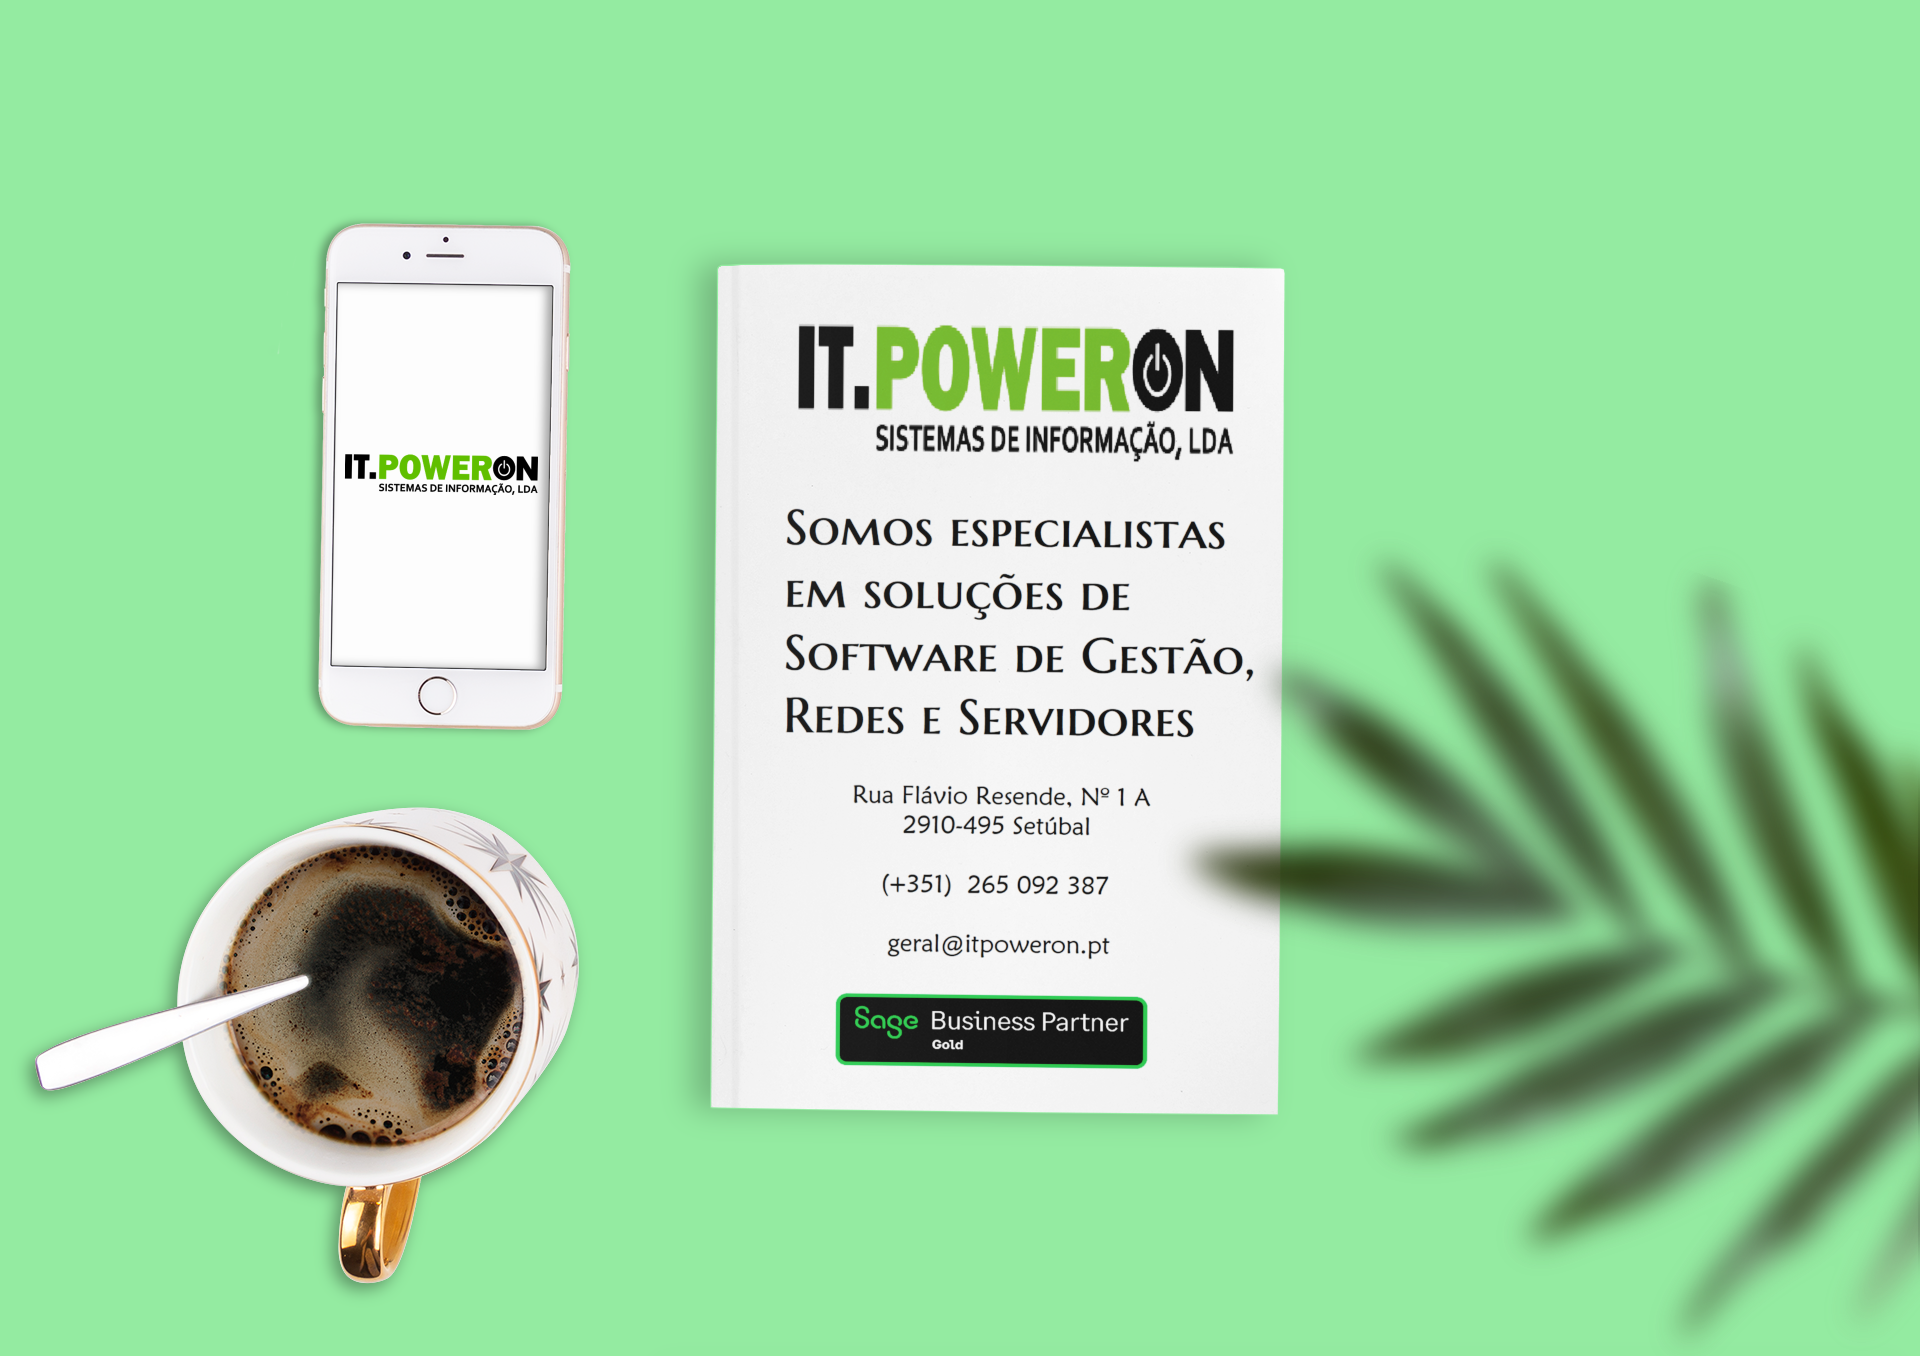 IT.POWERON
SISTEMAS DE INFORMAÇÃO, LDA
IT.POWERON
SISTEMAS DE INFORMAÇÃO, LDA
Somos especialistas
em soluções de
Software de Gestão,
Redes e Servidores
Rua Flávio Resende, Nº 1 A
2910-495 Setúbal
(+351) 265 092 387
geral@itpoweron.pt
Sage Business Partner
Gold